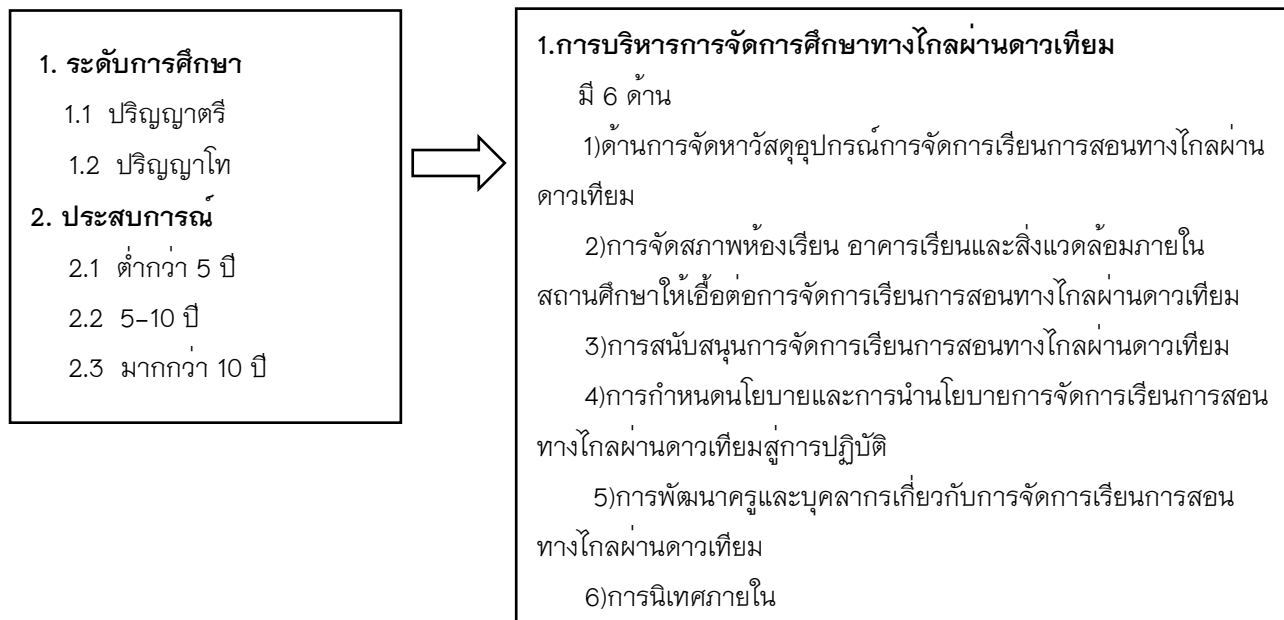 1. ระดับการศึกษา
1.1 ปริญญาตรี
1.2 ปริญญาโท
2. ประสบการณ์
2.1 ต่ำกว่า 5 ปี
2.2 5–10 ปี
2.3 มากกว่า 10 ปี
1.การบริหารการจัดการศึกษาทางไกลผ่านดาวเทียม
มี 6 ด้าน
1)ด้านการจัดหาวัสดุอุปกรณ์การจัดการเรียนการสอนทางไกลผ่าน
ดาวเทียม
2)การจัดสภาพห้องเรียน อาคารเรียนและสิ่งแวดล้อมภายใน
สถานศึกษาให้เอื้อต่อการจัดการเรียนการสอนทางไกลผ่านดาวเทียม
3)การสนับสนุนการจัดการเรียนการสอนทางไกลผ่านดาวเทียม
4)การกำหนดนโยบายและการนำนโยบายการจัดการเรียนการสอน
ทางไกลผ่านดาวเทียมสู่การปฏิบัติ
5)การพัฒนาครูและบุคลากรเกี่ยวกับการจัดการเรียนการสอน
ทางไกลผ่านดาวเทียม
6)การนิเทศภายใน